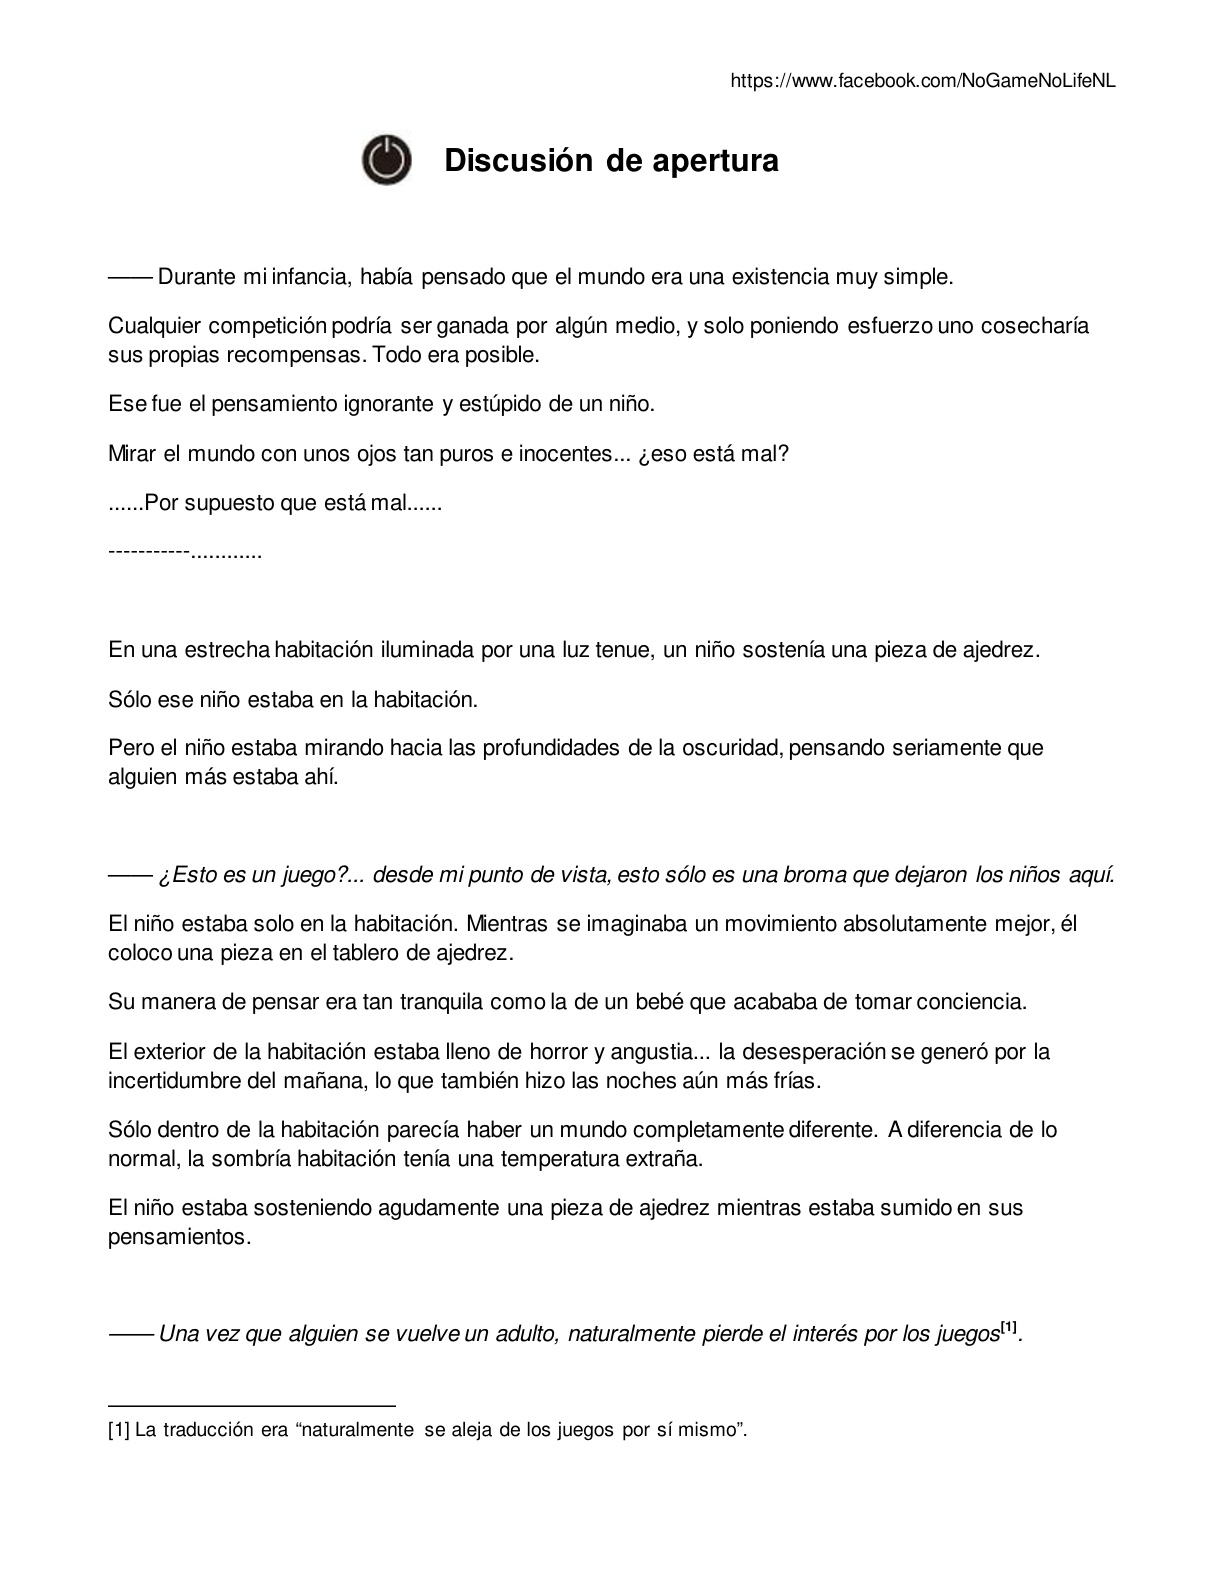 https://www.facebook.com/NoGameNoLifeNL
Discusión de apertura
—— Durante mi infancia, había pensado que el mundo era una existencia muy simple.
Cualquier competición podría ser ganada por algún medio, y solo poniendo esfuerzo uno cosecharía
sus propias recompensas. Todo era posible.
Ese fue el pensamiento ignorante y estúpido de un niño.
Mirar el mundo con unos ojos tan puros e inocentes... ¿eso está mal?
......Por supuesto que está mal......
-----------............
En una estrecha habitación iluminada por una luz tenue, un niño sostenía una pieza de ajedrez.
Sólo ese niño estaba en la habitación.
Pero el niño estaba mirando hacia las profundidades de la oscuridad, pensando seriamente que
alguien más estaba ahí.
—— ¿Esto es un juego?... desde mi punto de vista, esto sólo es una broma que dejaron los niños aquí.
El niño estaba solo en la habitación. Mientras se imaginaba un movimiento absolutamente mejor, él
coloco una pieza en el tablero de ajedrez.
Su manera de pensar era tan tranquila como la de un bebé que acababa de tomar conciencia.
El exterior de la habitación estaba lleno de horror y angustia... la desesperación se generó por la
incertidumbre del mañana, lo que también hizo las noches aún más frías.
Sólo dentro de la habitación parecía haber un mundo completamente diferente. A diferencia de lo
normal, la sombría habitación tenía una temperatura extraña.
El niño estaba sosteniendo agudamente una pieza de ajedrez mientras estaba sumido en sus
pensamientos.
—— Una vez que alguien se vuelve un adulto, naturalmente pierde el interés por los juegos[1].
[1] La traducción era “naturalmente se aleja de los juegos por sí mismo”.